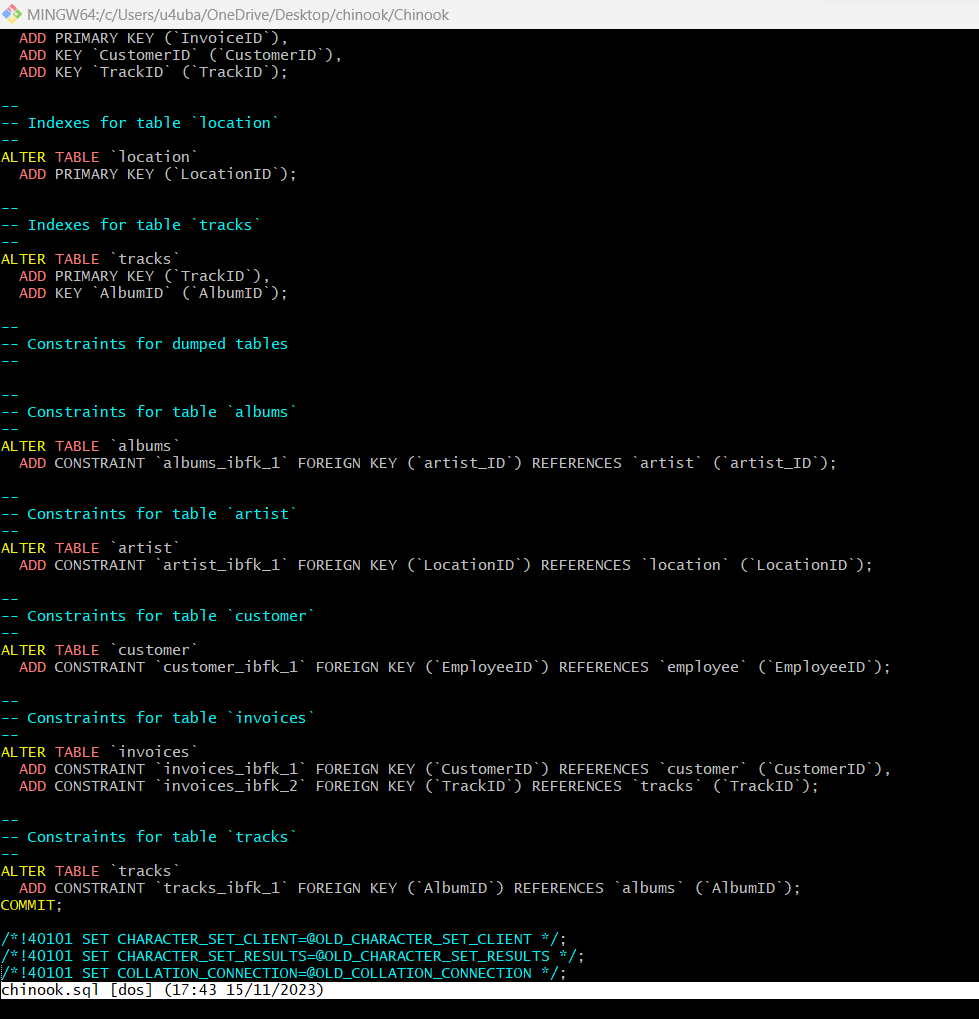 MINGW64:/c/Users/u4uba/OneDrive/Desktop/chinook/Chinook
  ADD PRIMARY KEY (`InvoiceID`),
  ADD KEY `CustomerID` (`CustomerID`),
  ADD KEY `TrackID` (`TrackID`);
--
-- Indexes for table `location`
--
ALTER TABLE `location`
  ADD PRIMARY KEY (`LocationID`);
--
-- Indexes for table `tracks`
--
ALTER TABLE `tracks`
  ADD PRIMARY KEY (`TrackID`),
  ADD KEY `AlbumID` (`AlbumID`);
--
-- Constraints for dumped tables
--
--
-- Constraints for table `albums`
--
ALTER TABLE `albums`
  ADD CONSTRAINT `albums_ibfk_1` FOREIGN KEY (`artist_ID`) REFERENCES `artist` (`artist_ID`);
--
-- Constraints for table `artist`
--
ALTER TABLE `artist`
  ADD CONSTRAINT `artist_ibfk_1` FOREIGN KEY (`LocationID`) REFERENCES `location` (`LocationID`);
--
-- Constraints for table `customer`
--
ALTER TABLE `customer`
  ADD CONSTRAINT `customer_ibfk_1` FOREIGN KEY (`EmployeeID`) REFERENCES `employee` (`EmployeeID`);
--
-- Constraints for table `invoices`
--
ALTER TABLE `invoices`
  ADD CONSTRAINT `invoices_ibfk_1` FOREIGN KEY (`CustomerID`) REFERENCES `customer` (`CustomerID`),
  ADD CONSTRAINT `invoices_ibfk_2` FOREIGN KEY (`TrackID`) REFERENCES `tracks` (`TrackID`);
--
-- Constraints for table `tracks`
--
ALTER TABLE `tracks`
  ADD CONSTRAINT `tracks_ibfk_1` FOREIGN KEY (`AlbumID`) REFERENCES `albums` (`AlbumID`);
COMMIT;
/*!40101 SET CHARACTER_SET_CLIENT=@OLD_CHARACTER_SET_CLIENT */;
/*!40101 SET CHARACTER_SET_RESULTS=@OLD_CHARACTER_SET_RESULTS */;
/*!40101 SET COLLATION_CONNECTION=@OLD_COLLATION_CONNECTION */;
chinook.sql [dos] (17:43 15/11/2023)